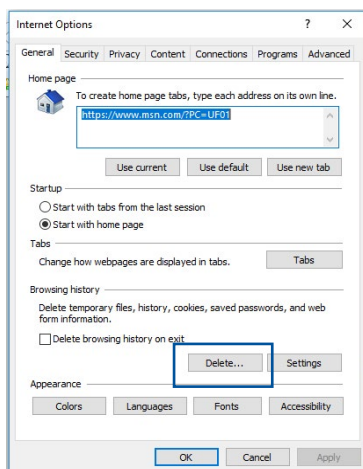 Internet Options ? X
General Security Privacy Content Connections Programs Advanced
Home page
To create home page tabs, type each address on its own line.
https://www.msn.com/?PC=UF01
Use current Use default Use new tab
Startup
Start with tabs from the last session
Start with home page
Tabs
Change how webpages are displayed in tabs. Tabs
Browsing history
Delete temporary files, history, cookies, saved passwords, and web
form information.
Delete browsing history on exit
Delete... Settings
Appearance
Colors Languages Fonts Accessibility
OK Cancel Apply